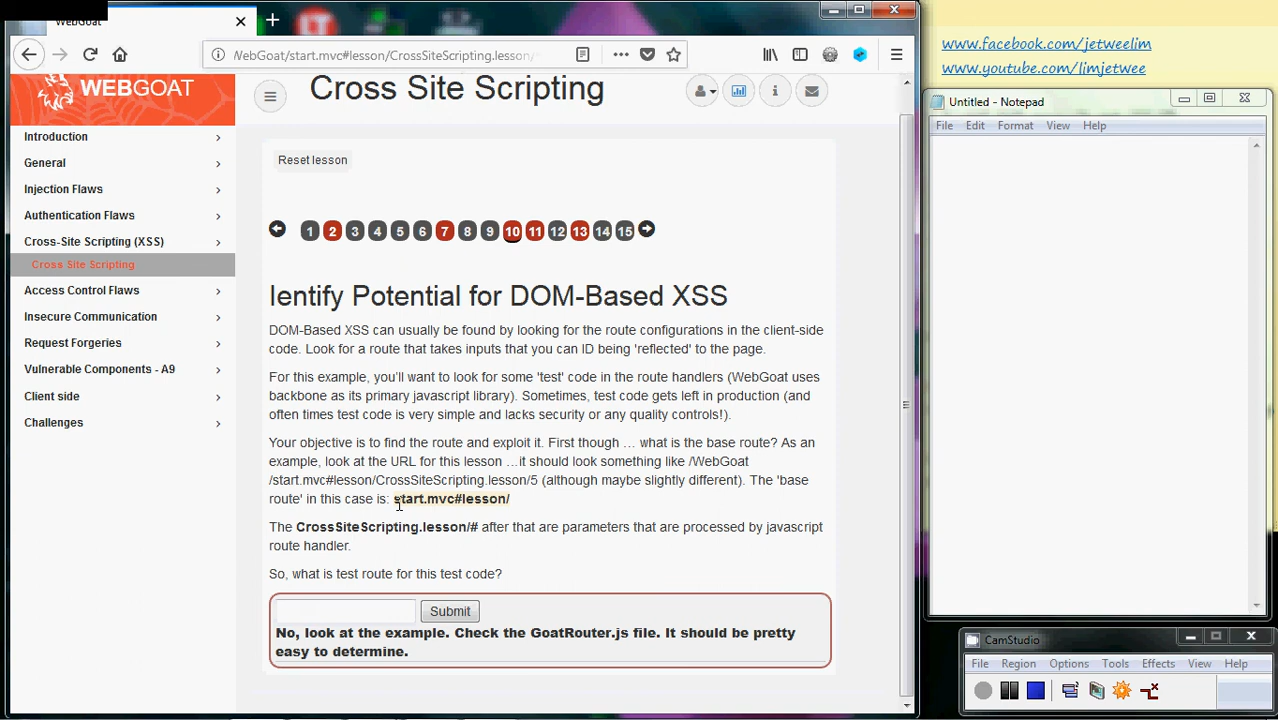 WebGoat
WebGoat/start.mvc#lesson/CrossSiteScripting.lesson/
www.facebook.com/jetweelim
www.youtube.com/limjetwee
WEBGOAT
Introduction
General
Injection Flaws
Authentication Flaws
Cross-Site Scripting (XSS)
Cross Site Scripting
Access Control Flaws
Insecure Communication
Request Forgeries
Vulnerable Components - A9
Client side
Challenges
Cross Site Scripting
Reset lesson
1 2 3 4 5 6 7 8 9 10 11 12 13 14 15
Ientify Potential for DOM-Based XSS
DOM-Based XSS can usually be found by looking for the route configurations in the client-side
code. Look for a route that takes inputs that you can ID being 'reflected' to the page.
For this example, you'll want to look for some 'test' code in the route handlers (WebGoat uses
backbone as its primary javascript library). Sometimes, test code gets left in production (and
often times test code is very simple and lacks security or any quality controls!).
Your objective is to find the route and exploit it. First though … what is the base route? As an
example, look at the URL for this lesson …it should look something like /WebGoat
/start.mvc#lesson/CrossSiteScripting.lesson/5 (although maybe slightly different). The 'base
route' in this case is: start.mvc#lesson/
The CrossSiteScripting.lesson/# after that are parameters that are processed by javascript
route handler.
So, what is test route for this test code?
Submit
No, look at the example. Check the GoatRouter.js file. It should be pretty
easy to determine.
Untitled - Notepad
File Edit Format View Help
CamStudio
File Region Options Tools Effects View Help